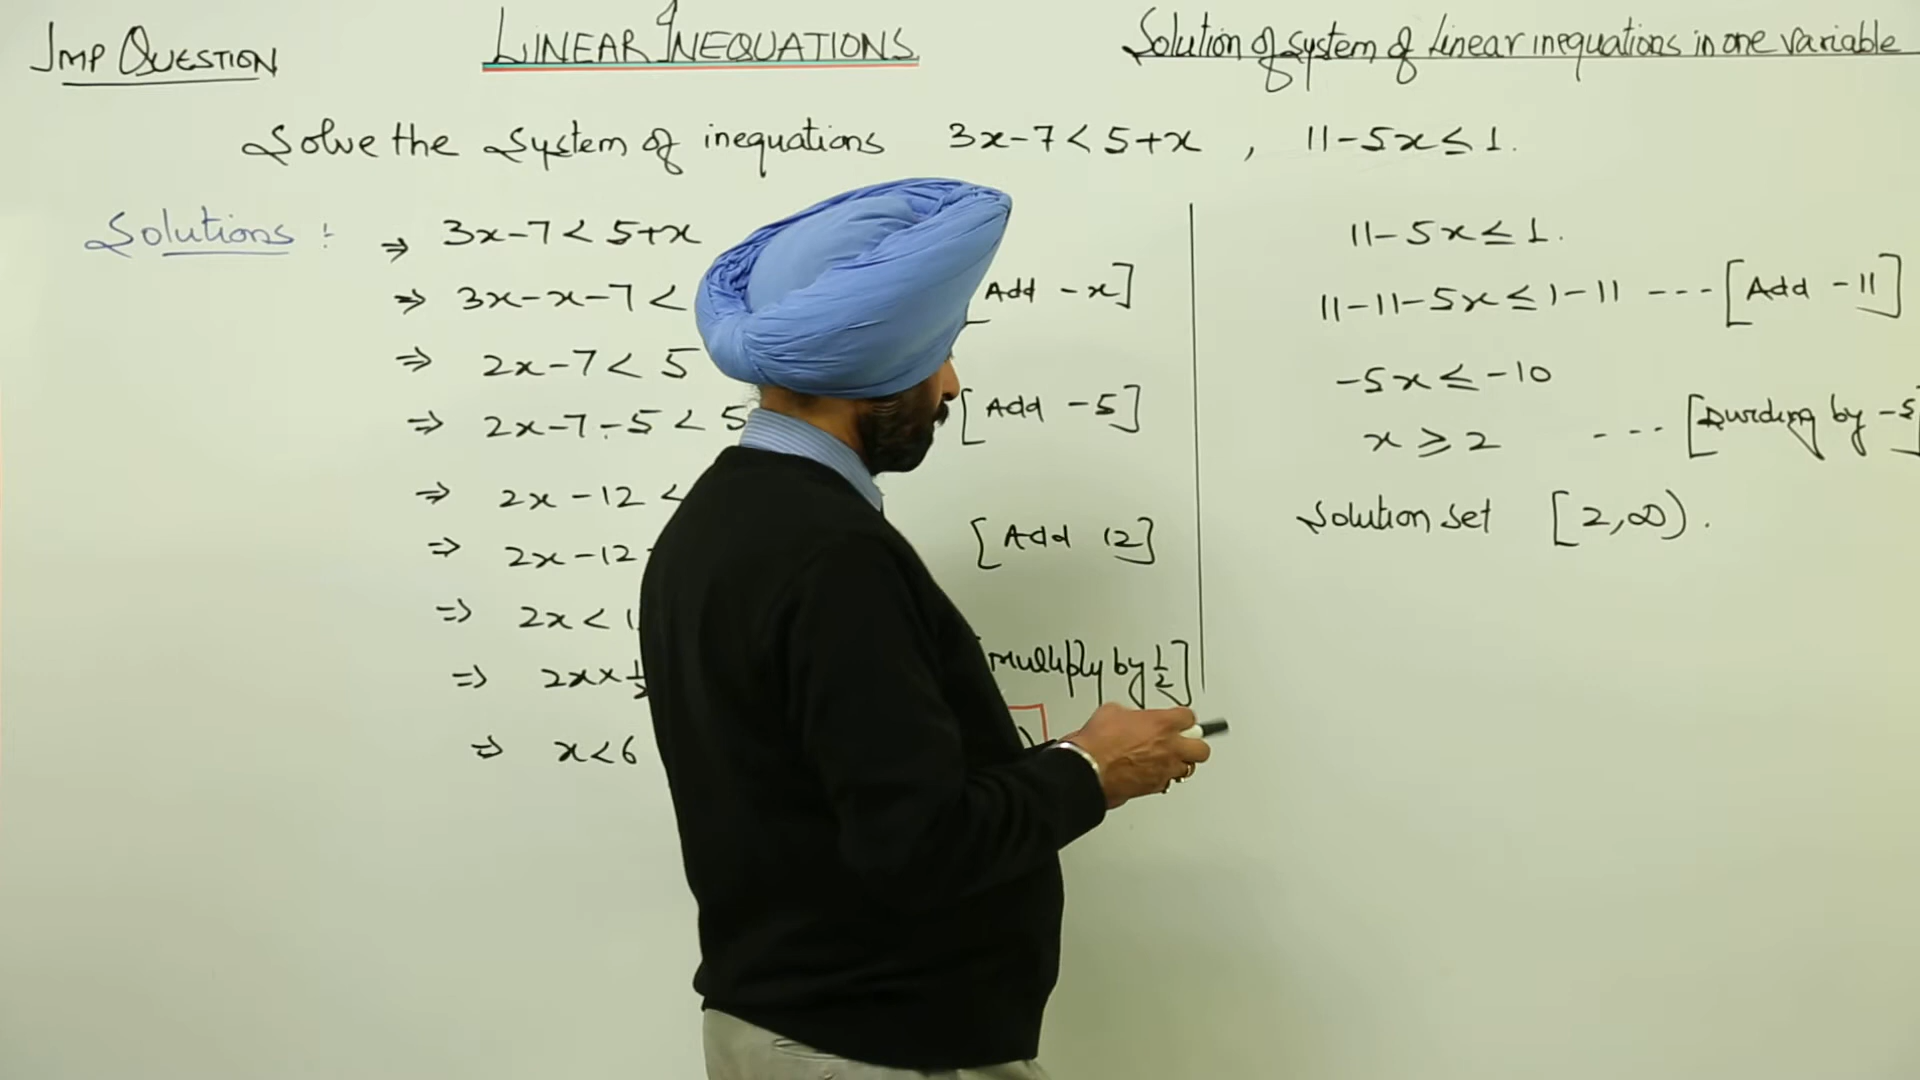 IMP QUESTION
LINEAR INEQUATIONS
Solution of system of linear inequations in one variable
Solve the system of inequations 3x-7<5+x , 11-5x≤1.
Solutions :
⇒ 3x-7<5+x
⇒ 3x-x-7< [Add -x]
⇒ 2x-7<5
⇒ 2x-7-5<5 [Add -5]
⇒ 2x-12<
⇒ 2x-12 [Add 12]
⇒ 2x<1
⇒ 2x×1/2 multiply by 1/2]
⇒ x<6
11-5x≤1.
11-11-5x≤1-11 --- [Add -11]
-5x≤-10
x≥2 --- [Dividing by -5]
Solution set [2,∞).